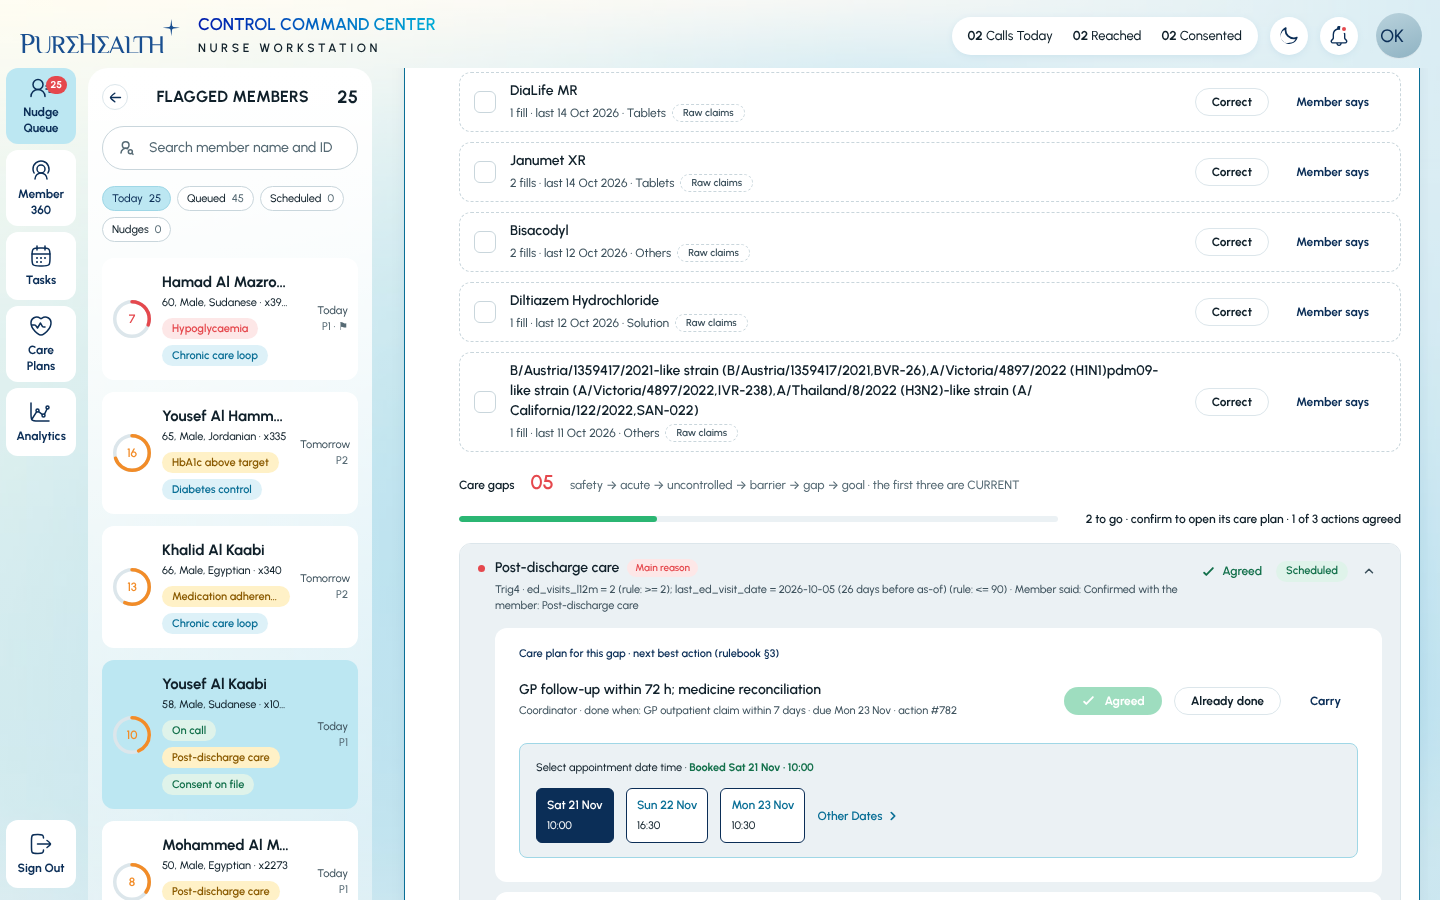 PUREHEALTH
CONTROL COMMAND CENTER
NURSE WORKSTATION
02 Calls Today
02 Reached
02 Consented
OK
25
Nudge
Queue
Member
360
Tasks
Care
Plans
Analytics
Sign Out
FLAGGED MEMBERS 25
Search member name and ID
Today 25
Queued 45
Scheduled 0
Nudges 0
7
Hamad Al Mazro...
60, Male, Sudanese · x39...
Hypoglycaemia
Chronic care loop
Today
P1 · ⚑
16
Yousef Al Hamm...
65, Male, Jordanian · x335
HbA1c above target
Diabetes control
Tomorrow
P2
13
Khalid Al Kaabi
66, Male, Egyptian · x340
Medication adheren...
Chronic care loop
Tomorrow
P2
10
Yousef Al Kaabi
58, Male, Sudanese · x10...
On call
Post-discharge care
Consent on file
Today
P1
8
Mohammed Al M...
50, Male, Egyptian · x2273
Post-discharge care
Today
P1
DiaLife MR
1 fill · last 14 Oct 2026 · Tablets Raw claims
Correct
Member says
Janumet XR
2 fills · last 14 Oct 2026 · Tablets Raw claims
Correct
Member says
Bisacodyl
2 fills · last 12 Oct 2026 · Others Raw claims
Correct
Member says
Diltiazem Hydrochloride
1 fill · last 12 Oct 2026 · Solution Raw claims
Correct
Member says
B/Austria/1359417/2021-like strain (B/Austria/1359417/2021,BVR-26),A/Victoria/4897/2022 (H1N1)pdm09-
like strain (A/Victoria/4897/2022,IVR-238),A/Thailand/8/2022 (H3N2)-like strain (A/
California/122/2022,SAN-022)
1 fill · last 11 Oct 2026 · Others Raw claims
Correct
Member says
Care gaps 05 safety → acute → uncontrolled → barrier → gap → goal · the first three are CURRENT
2 to go · confirm to open its care plan · 1 of 3 actions agreed
Post-discharge care Main reason
Trig4 · ed_visits_l12m = 2 (rule: >= 2); last_ed_visit_date = 2026-10-05 (26 days before as-of) (rule: <= 90) · Member said: Confirmed with the
member: Post-discharge care
Agreed
Scheduled
Care plan for this gap · next best action (rulebook §3)
GP follow-up within 72 h; medicine reconciliation
Coordinator · done when: GP outpatient claim within 7 days · due Mon 23 Nov · action #782
Agreed
Already done
Carry
Select appointment date time · Booked Sat 21 Nov · 10:00
Sat 21 Nov
10:00
Sun 22 Nov
16:30
Mon 23 Nov
10:30
Other Dates